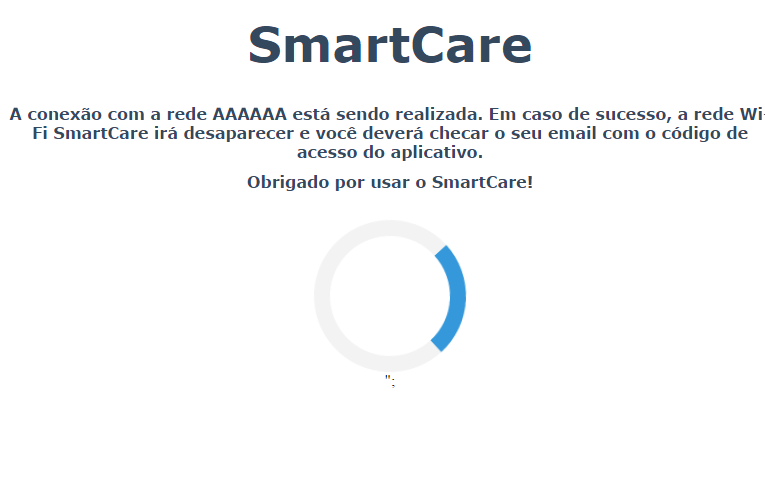 SmartCare
A conexão com a rede AAAAAA está sendo realizada. Em caso de sucesso, a rede Wi-
Fi SmartCare irá desaparecer e você deverá checar o seu email com o código de
acesso do aplicativo.
Obrigado por usar o SmartCare!
";